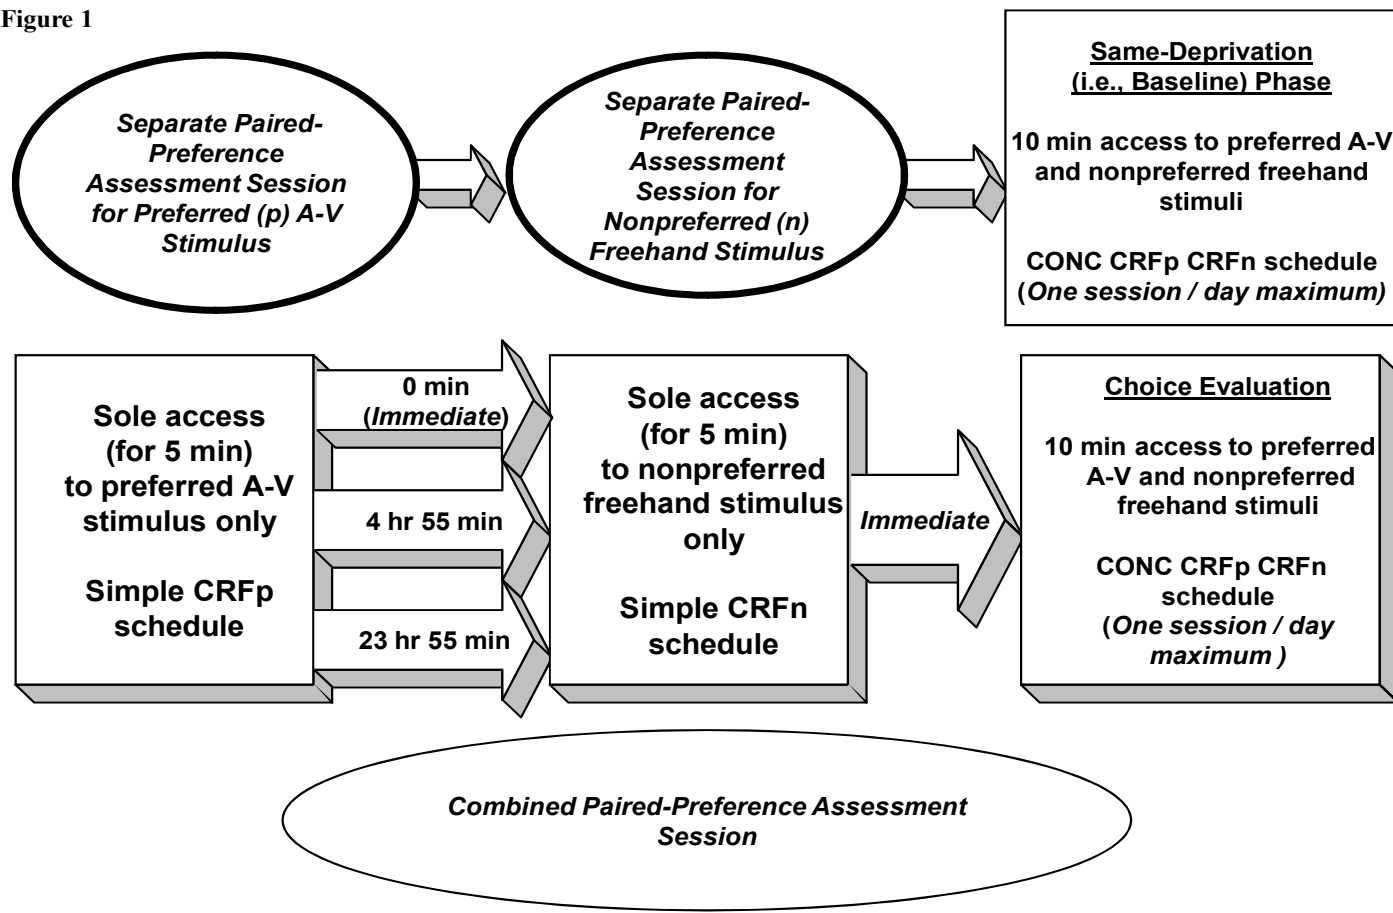 Figure 1
Separate Paired-
Preference
Assessment Session
for Preferred (p) A-V
Stimulus
Separate Paired-
Preference
Assessment
Session for
Nonpreferred (n)
Freehand Stimulus
Same-Deprivation
(i.e., Baseline) Phase
10 min access to preferred A-V
and nonpreferred freehand
stimuli
CONC CRFp CRFn schedule
(One session / day maximum)
Sole access
(for 5 min)
to preferred A-V
stimulus only
Simple CRFp
schedule
0 min
(Immediate)
4 hr 55 min
23 hr 55 min
Sole access
(for 5 min)
to nonpreferred
freehand stimulus
only
Simple CRFn
schedule
Immediate
Choice Evaluation
10 min access to preferred
A-V and nonpreferred
freehand stimuli
CONC CRFp CRFn
schedule
(One session / day
maximum )
Combined Paired-Preference Assessment
Session